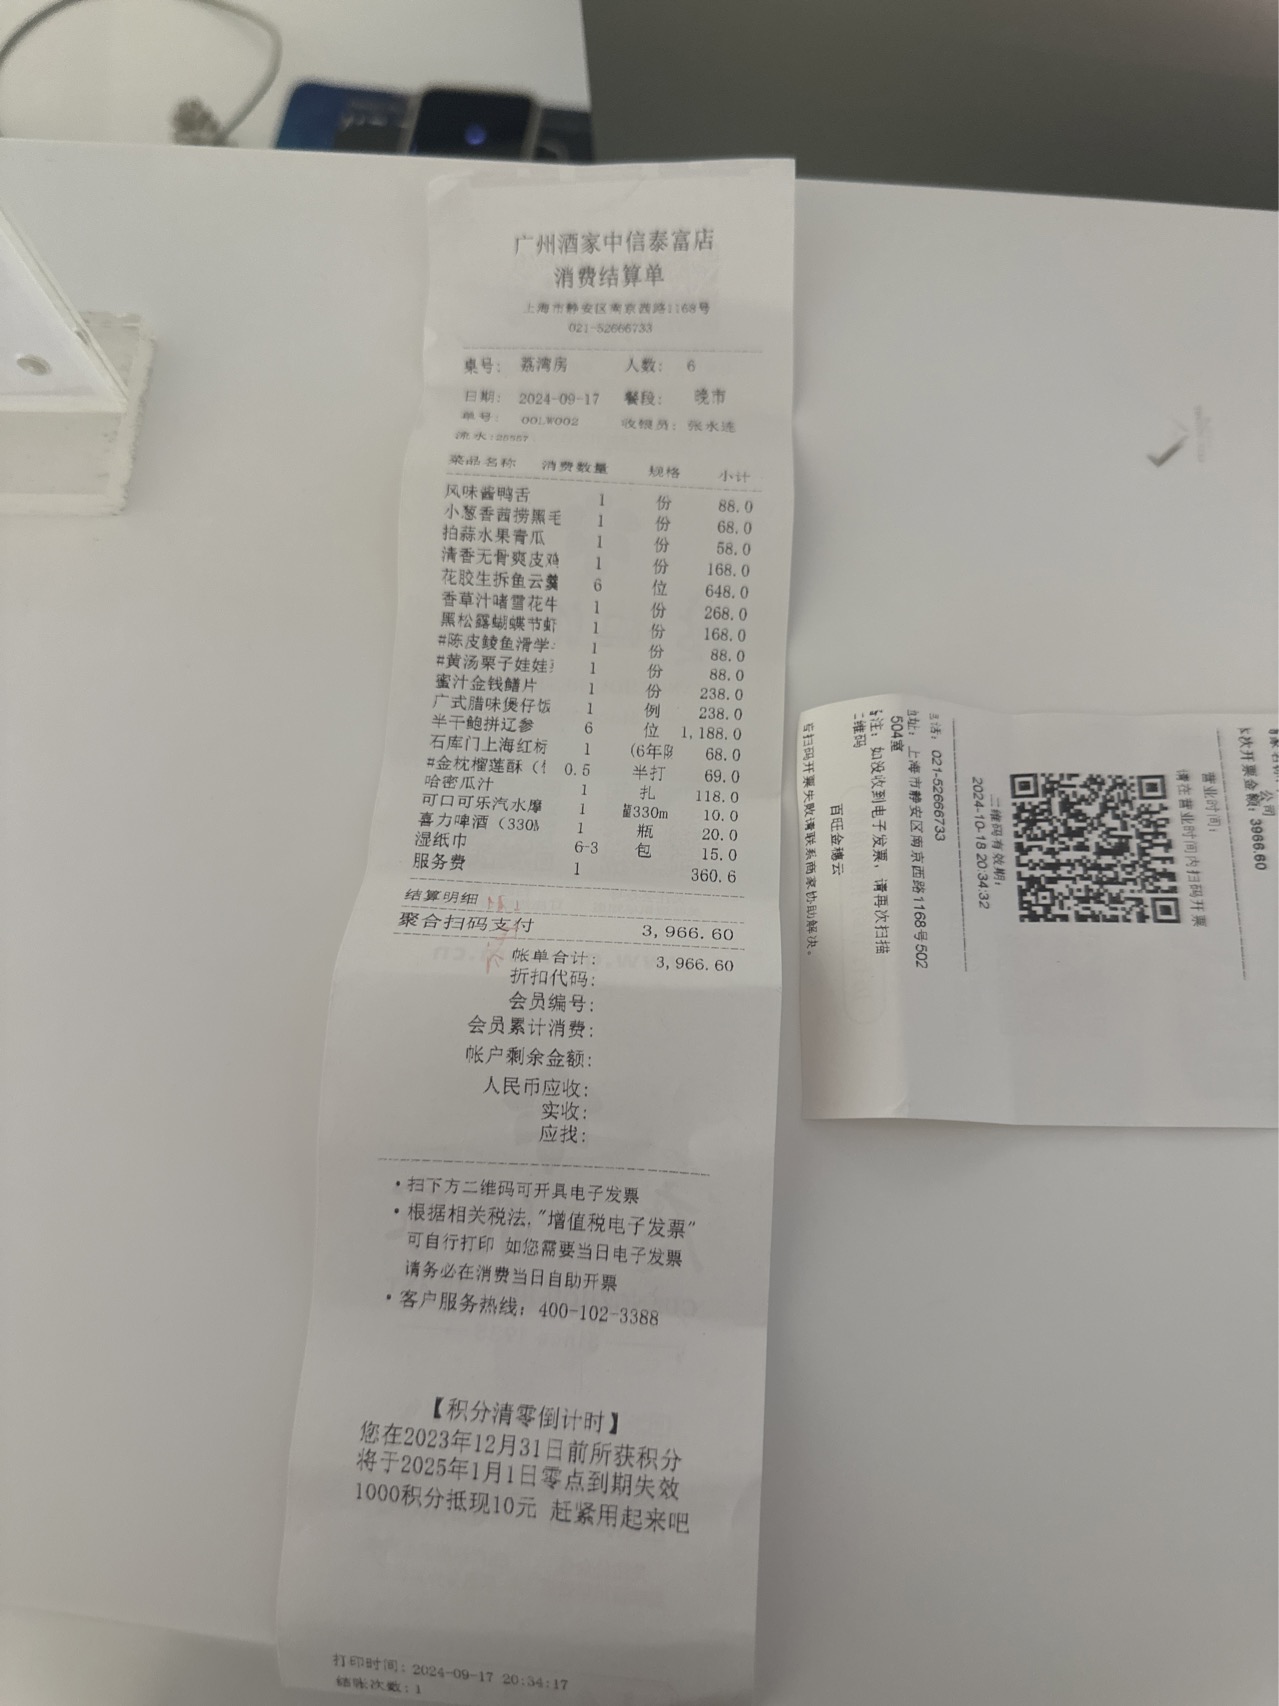 广州酒家中信泰富店
消费结算单
上海市静安区南京西路1168号
021-52666733
桌号: 荔湾房 人数: 6
日期: 2024-09-17 餐段: 晚市
单号: 00LW002 收银员: 张水连
流水:25557
菜品名称 消费数量 规格 小计
风味酱鸭舌 1 份 88.0
小葱香茜捞黑毛 1 份 68.0
拍蒜水果青瓜 1 份 58.0
清香无骨爽皮鸡 1 份 168.0
花胶生拆鱼云羹 6 位 648.0
香草汁啫雪花牛 1 份 268.0
黑松露蝴蝶节虾 1 份 168.0
#陈皮鲮鱼滑学 1 份 88.0
#黄汤栗子娃娃 1 份 88.0
蜜汁金钱鳝片 1 份 238.0
广式腊味煲仔饭 1 例 238.0
半干鲍拼辽参 6 位 1,188.0
石库门上海红标 1 (6年陈 68.0
#金枕榴莲酥（ 0.5 半打 69.0
哈密瓜汁 1 扎 118.0
可口可乐汽水摩 1 330m 10.0
喜力啤酒（330 1 瓶 20.0
湿纸巾 6-3 包 15.0
服务费 1 360.6
结算明细
聚合扫码支付 3,966.60
帐单合计: 3,966.60
折扣代码:
会员编号:
会员累计消费:
帐户剩余金额:
人民币应收:
实收:
应找:
·扫下方二维码可开具电子发票
·根据相关税法,"增值税电子发票"
可自行打印 如您需要当日电子发票
请务必在消费当日自助开票
·客户服务热线: 400-102-3388
【积分清零倒计时】
您在2023年12月31日前所获积分
将于2025年1月1日零点到期失效
1000积分抵现10元 赶紧用起来吧
打印时间: 2024-09-17 20:34:17
结账次数:1
公司
次开票金额: 3966.60
营业时间:
请在营业时间内扫码开票
二维码有效期:
2024-10-18 20:34:32
话: 021-52666733
址: 上海市静安区南京西路1168号502
504室
注: 如没收到电子发票, 请再次扫描
二维码
百旺金穗云
扫码开票失败请联系商家协助解决。